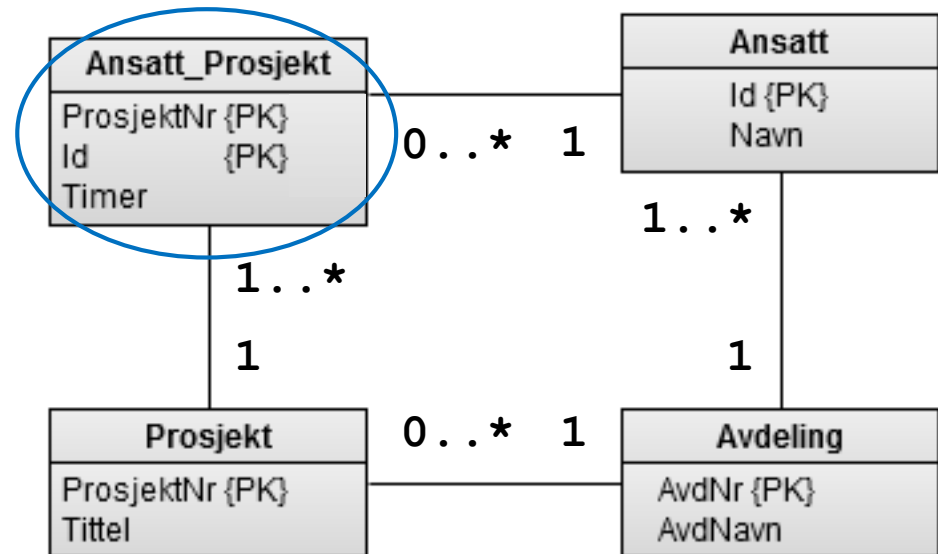 Ansatt_Prosjekt
ProsjektNr {PK}
Id {PK}
Timer
0..* 1
Ansatt
Id {PK}
Navn
1..*
1..*
1
1
Prosjekt
ProsjektNr {PK}
Tittel
0..* 1
Avdeling
AvdNr {PK}
AvdNavn